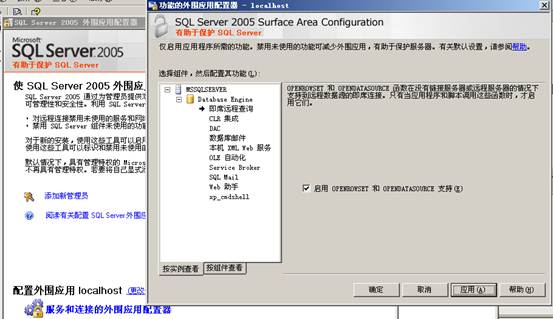 SQL Server 2005 外围应用配置器
Microsoft
SQL Server 2005
有助于保护 SQL Server
使 SQL Server 2005 外围应
SQL Server 2005 通过为管理员提供
可管理性和安全性。利用 SQL Server
· 对远程连接禁用未使用的服务和网络
· 禁用 SQL Server 组件未使用的功能
对于新的安装，使用这些工具可以启用
使用这些工具可以标识和禁用未使用的
默认情况下，具有管理特权的 Micros
不再具有管理特权。若要将自己显式
添加新管理员
阅读有关配置 SQL Server 外围应
配置外围应用 localhost (更改
服务和连接的外围应用配置器
功能的外围应用配置器 - localhost
SQL Server 2005 Surface Area Configuration
有助于保护 SQL Server
仅启用应用程序所需的功能。禁用未使用的功能可减少外围应用，有助于保护服务器。有关默认设置，请参阅帮助。
选择组件，然后配置其功能(L):
MSSQLSERVER
Database Engine
即席远程查询
CLR 集成
DAC
数据库邮件
本机 XML Web 服务
OLE 自动化
Service Broker
SQL Mail
Web 助手
xp_cmdshell
按实例查看
按组件查看
OPENROWSET 和 OPENDATASOURCE 函数在没有链接服务器或远程服务器的情况下
支持到远程数据源的即席连接。只有当应用程序和脚本调用这些函数时，才启
用它们。
启用 OPENROWSET 和 OPENDATASOURCE 支持(E)
确定
取消
应用(A)
帮助(H)